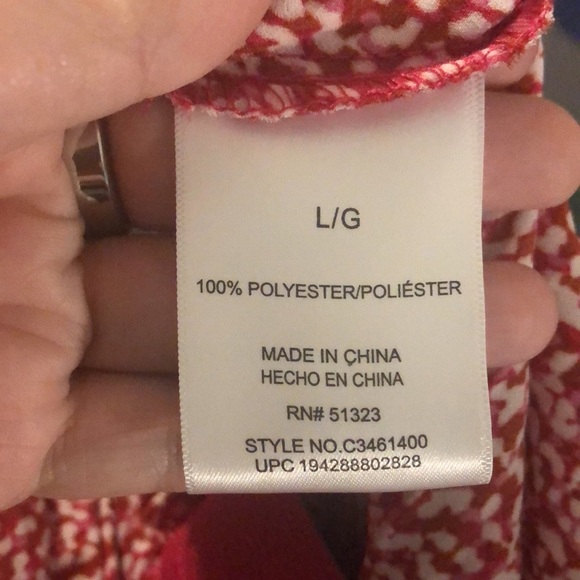 L/G
100% POLYESTER/POLIÉSTER
MADE IN CHINA
HECHO EN CHINA
RN# 51323
STYLE NO.C3461400
UPC 194288802828